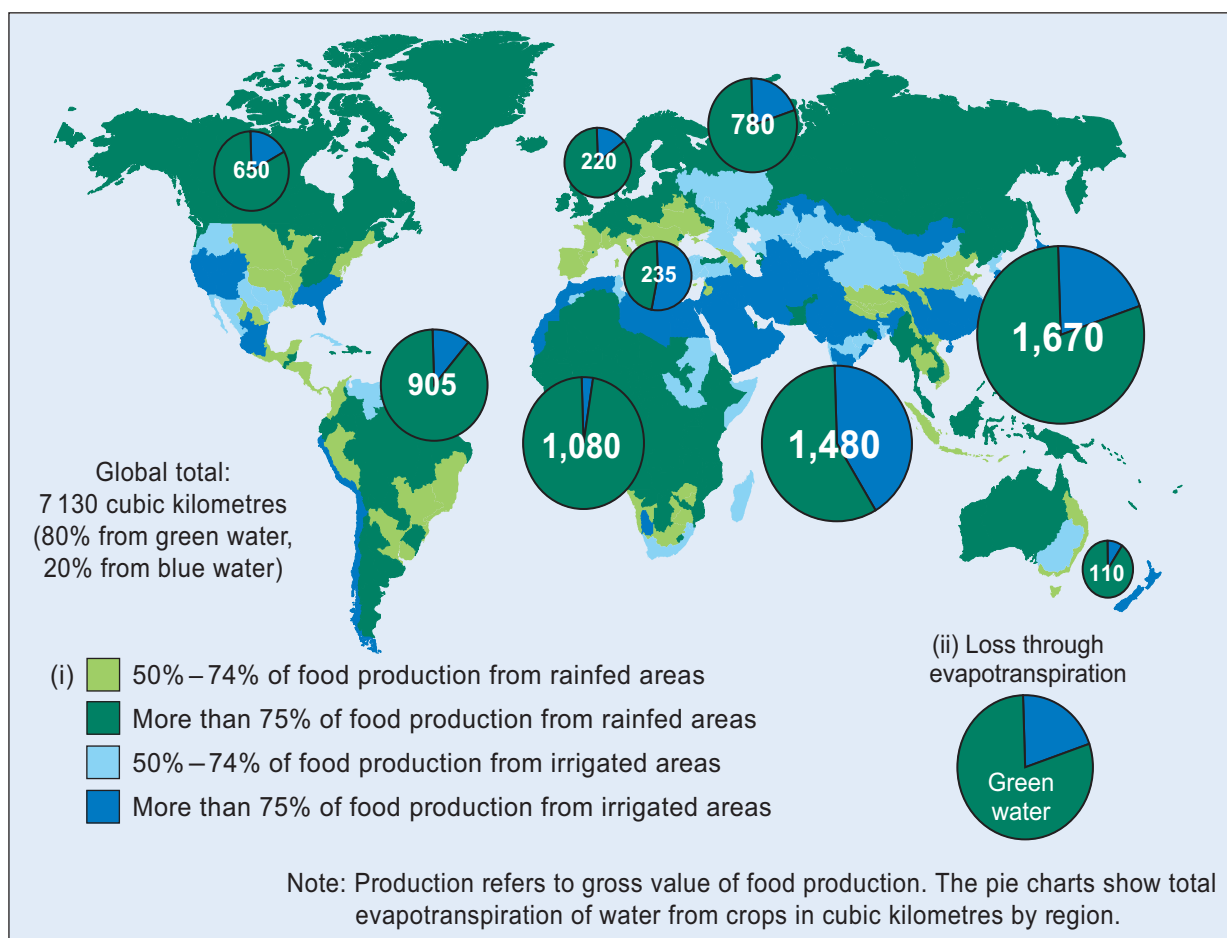 650
220
780
235
1,670
905
1,080
1,480
110
Global total:
7 130 cubic kilometres
(80% from green water,
20% from blue water)
(i)
50%–74% of food production from rainfed areas
More than 75% of food production from rainfed areas
50%–74% of food production from irrigated areas
More than 75% of food production from irrigated areas
(ii) Loss through
evapotranspiration
Green
water
Note: Production refers to gross value of food production. The pie charts show total
evapotranspiration of water from crops in cubic kilometres by region.